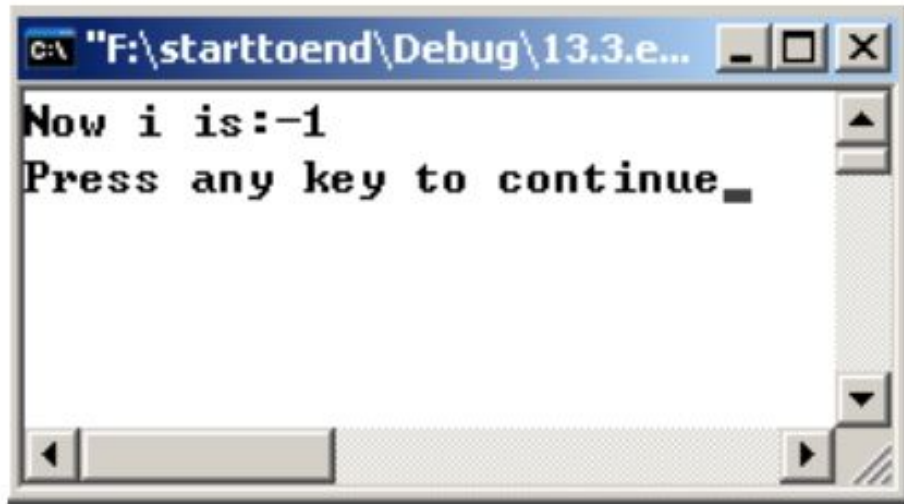 C:\ "F:\starttoend\Debug\13.3.e...
Now i is:-1
Press any key to continue_